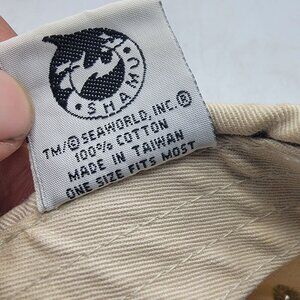 SHAMU
TM/© SEAWORLD, INC.®
100% COTTON
MADE IN TAIWAN
ONE SIZE FITS MOST